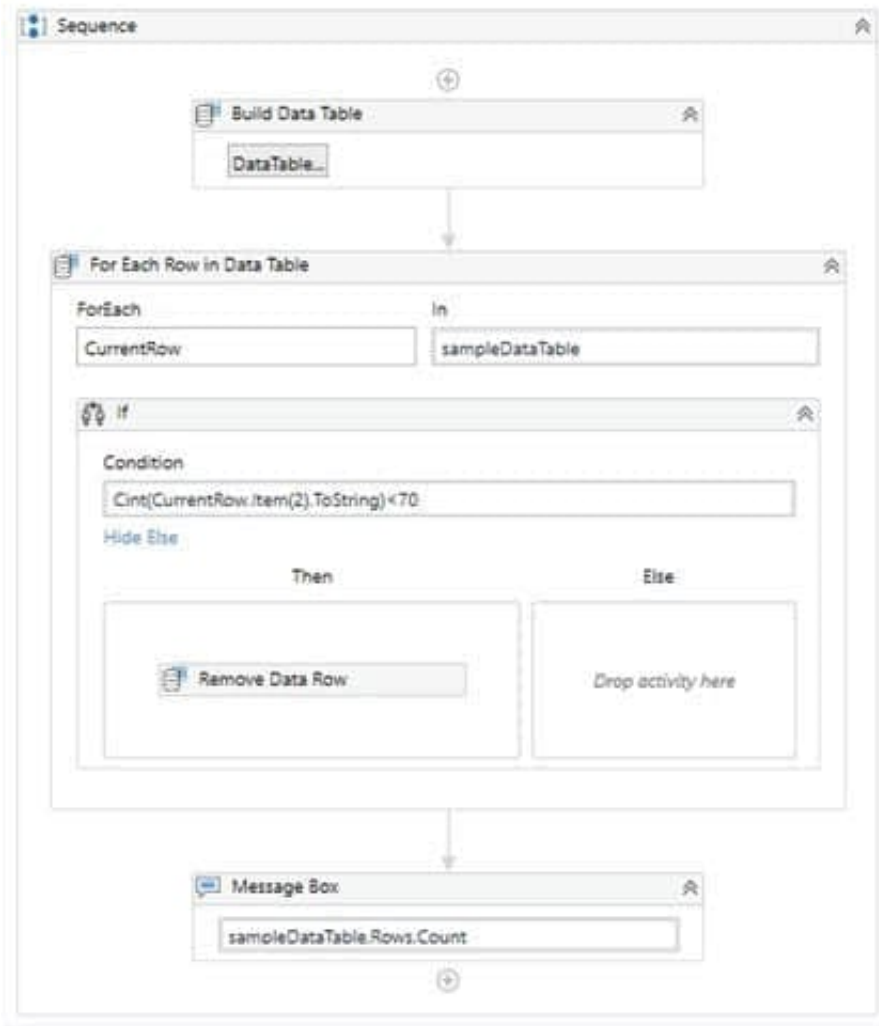 Sequence
Build Data Table
DataTable...
For Each Row in Data Table
ForEach In
CurrentRow sampleDataTable
If
Condition
Cint(CurrentRow.Item(2).ToString)<70
Hide Else
Then Else
Remove Data Row Drop activity here
Message Box
sampleDataTable.Rows.Count